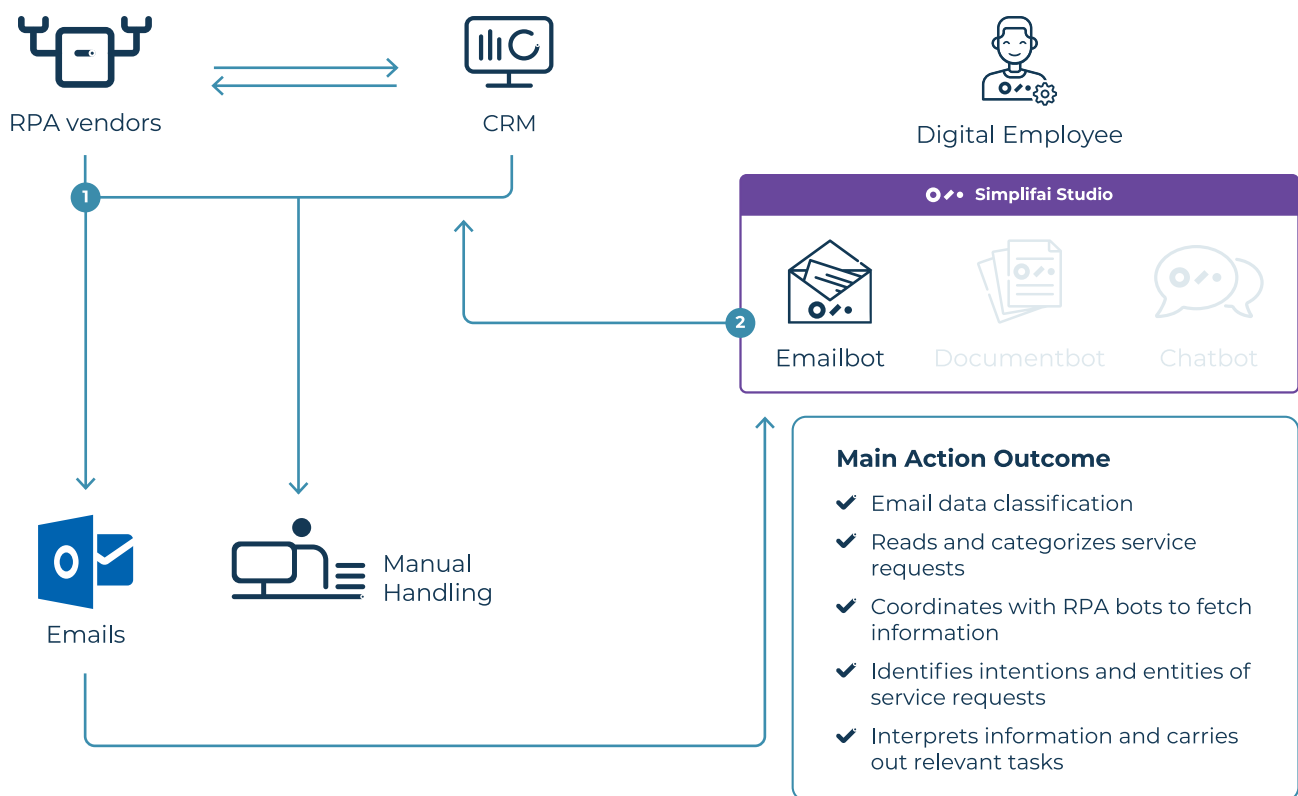 RPA vendors
CRM
Digital Employee
1
Simplifai Studio
2
Emailbot
Documentbot
Chatbot
Main Action Outcome
Email data classification
Reads and categorizes service
requests
Coordinates with RPA bots to fetch
information
Identifies intentions and entities of
service requests
Interprets information and carries
out relevant tasks
Manual
Handling
Emails